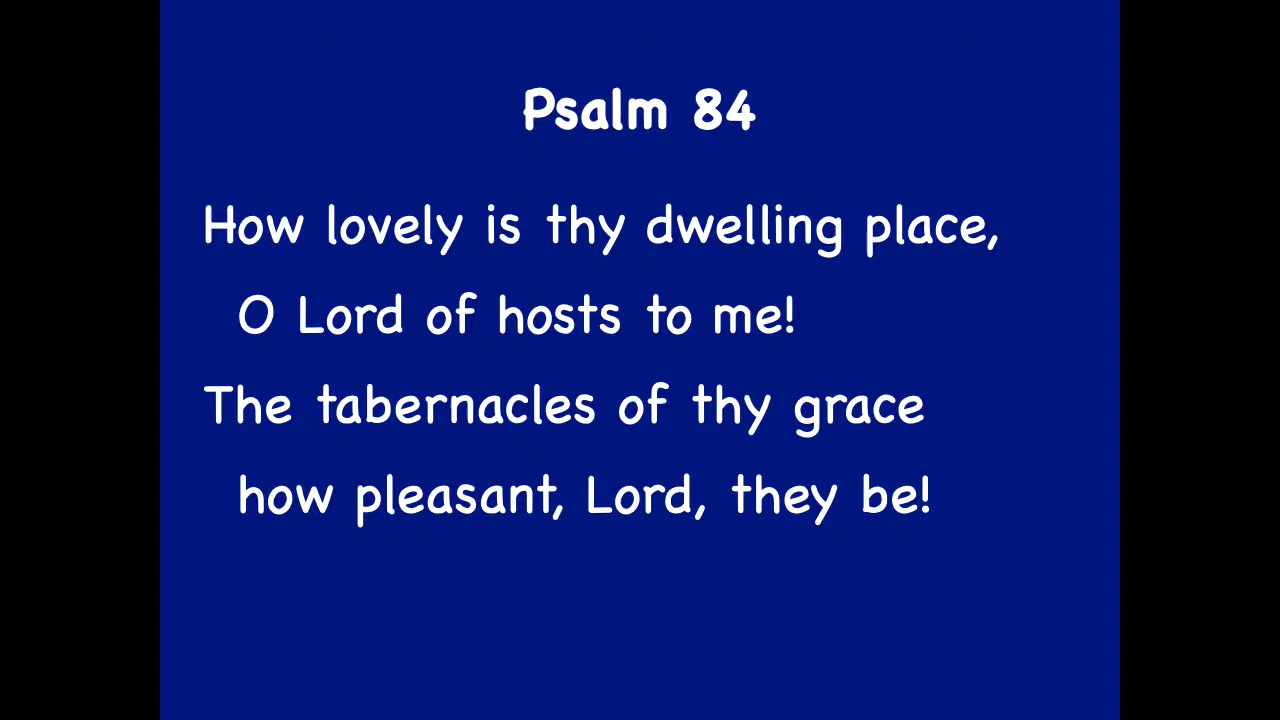 Psalm 84
How lovely is thy dwelling place,
O Lord of hosts to me!
The tabernacles of thy grace
how pleasant, Lord, they be!